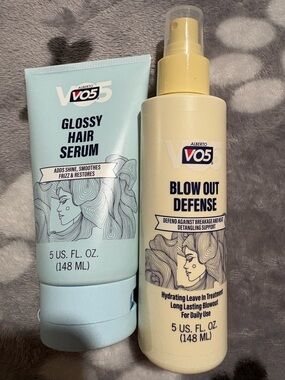 ALBERTO
VO5
GLOSSY
HAIR
SERUM
ADDS SHINE, SMOOTHES
FRIZZ & RESTORES
5 US. FL. OZ.
(148 ML)
ALBERTO
VO5
BLOW OUT
DEFENSE
DEFEND AGAINST BREAKAGE AND HEAT
DETANGLING SUPPORT
Hydrating Leave in Treatment
Long Lasting Blowout
For Daily Use
5 US. FL. OZ.
(148 ML)